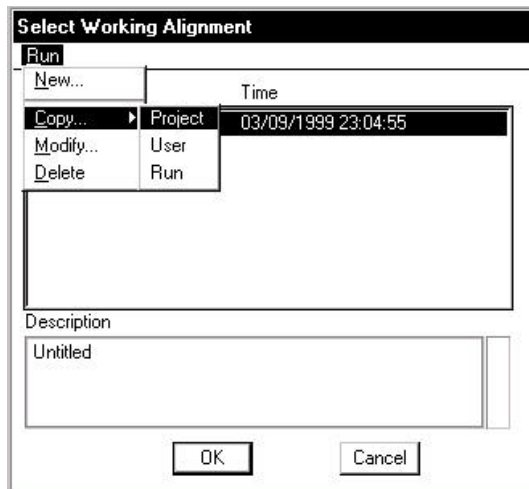 Select Working Alignment
Run
New...
Time
Copy... Project 03/09/1999 23:04:55
Modify... User
Delete Run
Description
Untitled
OK Cancel